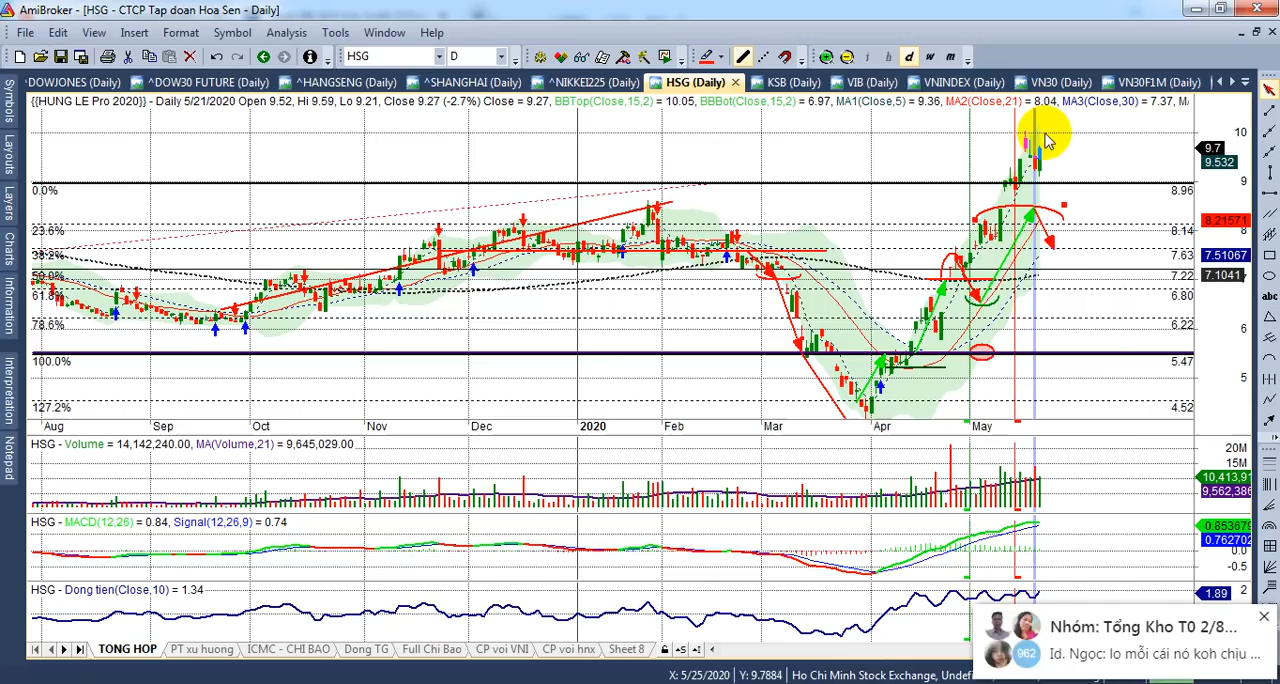 AmiBroker - [HSG - CTCP Tap doan Hoa Sen - Daily]
File Edit View Insert Format Symbol Analysis Tools Window Help
HSG D i h d w m
^DOWJONES (Daily) ^DOW30 FUTURE (Daily) ^HANGSENG (Daily) ^SHANGHAI (Daily) ^NIKKEI225 (Daily) HSG (Daily) KSB (Daily) VIB (Daily) VNINDEX (Daily) VN30 (Daily) VN30F1M (Daily)
Symbols
Layouts
Layers
Charts
Information
Interpretation
Notepad
{{HUNG LE Pro 2020}} - Daily 5/21/2020 Open 9.52, Hi 9.59, Lo 9.21, Close 9.27 (-2.7%) Close = 9.27, BBTop(Close,15,2) = 10.05, BBBot(Close,15,2) = 6.97, MA1(Close,5) = 9.36, MA2(Close,21) = 8.04, MA3(Close,30) = 7.37,
10
9.7
9.532
9
0.0% 8.96
8.21571
23.6% 8.14
8
38.2% 7.63
7.51067
50.0% 7.22
7.1041
61.8% 6.80
78.6% 6.22
6
100.0% 5.47
5
127.2% 4.52
Aug Sep Oct Nov Dec 2020 Feb Mar Apr May
HSG - Volume = 14,142,240.00, MA(Volume,21) = 9,645,029.00
20M
15M
10,413,91
9,562,386
HSG - MACD(12,26) = 0.84, Signal(12,26,9) = 0.74
0.853679
0.762702
0.0
-0.5
HSG - Dong tien(Close,10) = 1.34
2
1.89
Nhóm: Tổng Kho T0 2/8...
962
Id. Ngọc: lo mỗi cái nó koh chịu ...
TONG HOP PT xu huong ICMC - CHI BAO Dong TG Full Chi Bao CP voi VNI CP voi hnx Sheet 8
X: 5/25/2020 Y: 9.7884 Ho Chi Minh Stock Exchange, Undef